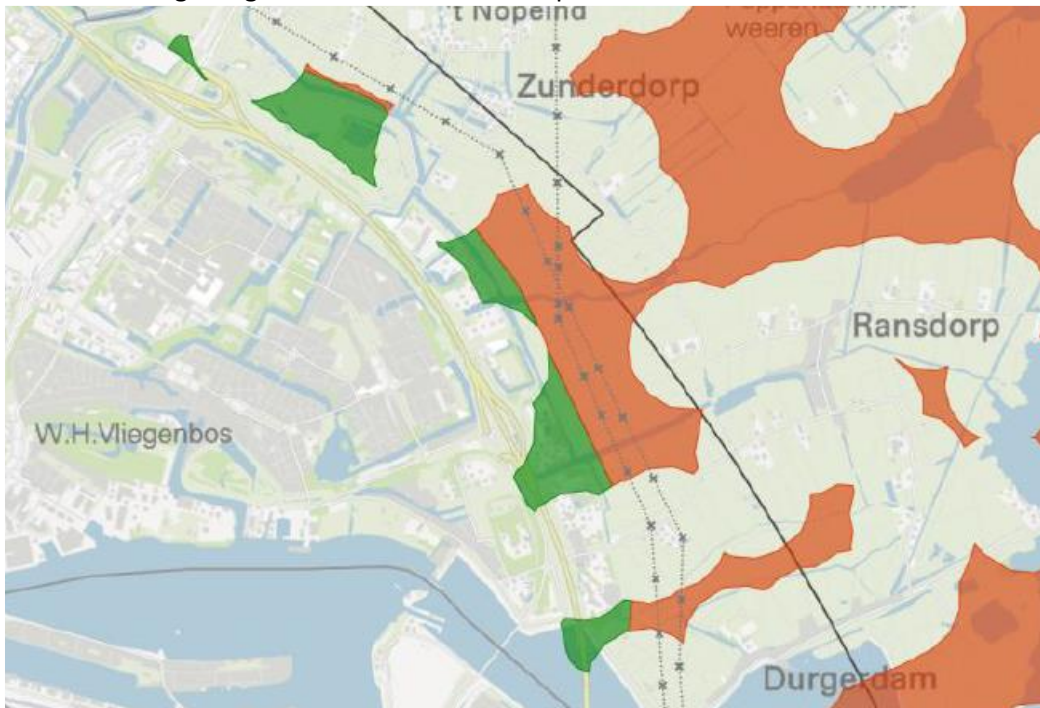 't Nopeind
weeren
Zunderdorp
Ransdorp
W.H.Vliegenbos
Durgerdam